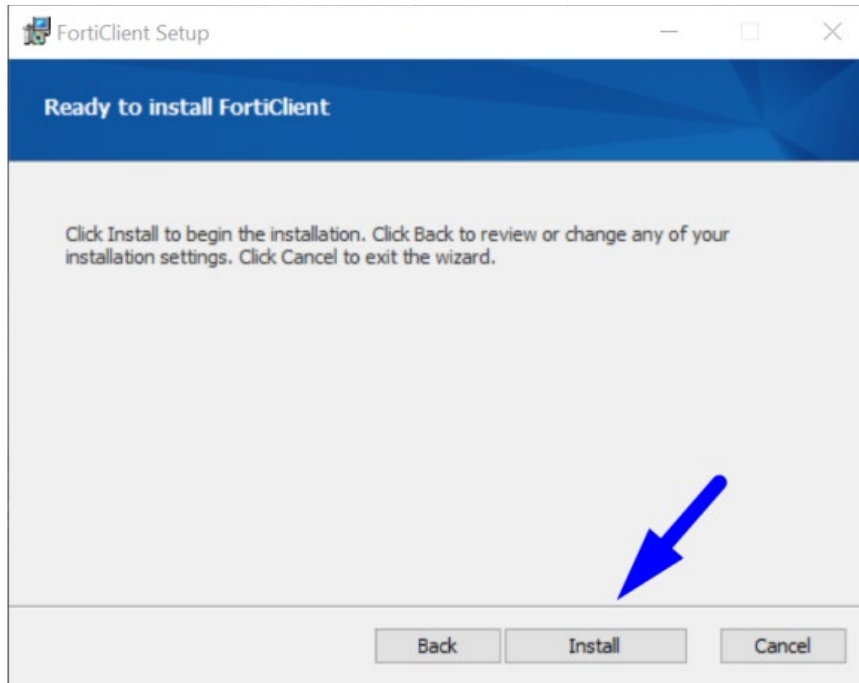 FortiClient Setup
Ready to install FortiClient
Click Install to begin the installation. Click Back to review or change any of your
installation settings. Click Cancel to exit the wizard.
Back Install Cancel